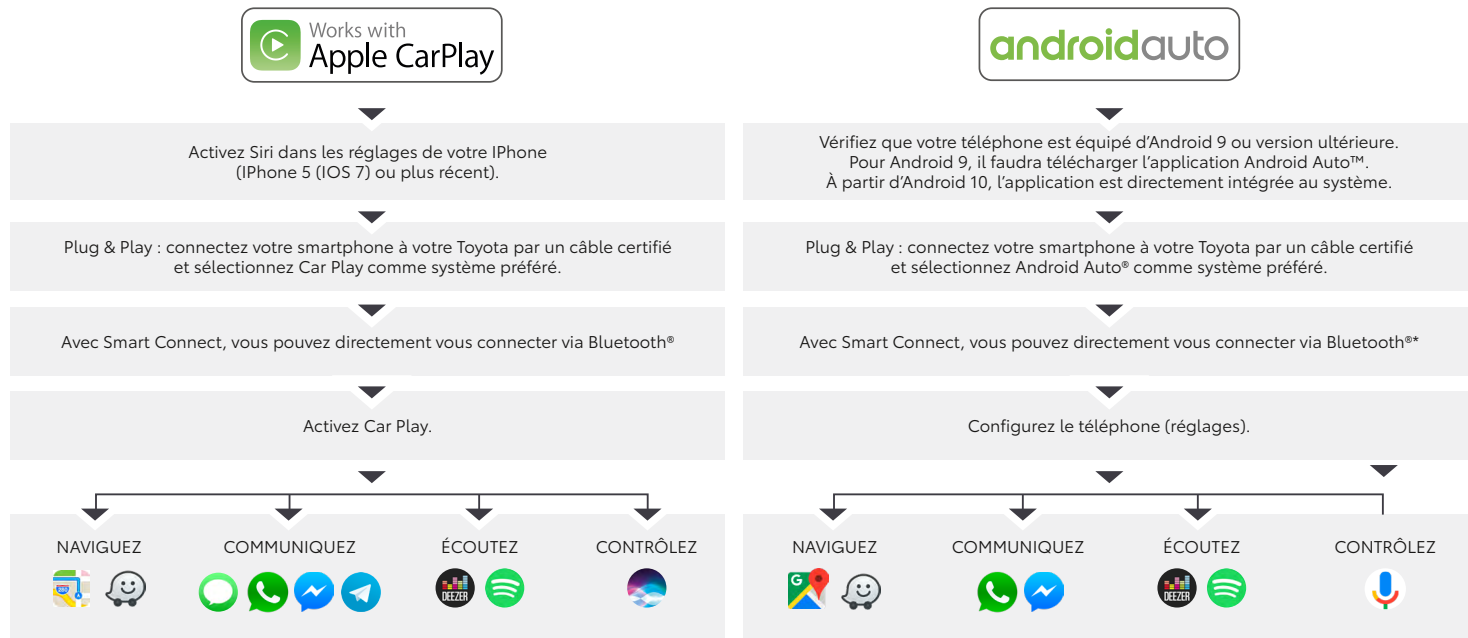 Works with
Apple CarPlay
Activez Siri dans les réglages de votre IPhone
(IPhone 5 (IOS 7) ou plus récent).
Plug & Play : connectez votre smartphone à votre Toyota par un câble certifié
et sélectionnez Car Play comme système préféré.
Avec Smart Connect, vous pouvez directement vous connecter via Bluetooth®
Activez Car Play.
NAVIGUEZ
COMMUNIQUEZ
ÉCOUTEZ
CONTRÔLEZ
280
DEEZER
androidauto
Vérifiez que votre téléphone est équipé d’Android 9 ou version ultérieure.
Pour Android 9, il faudra télécharger l’application Android Auto™.
À partir d’Android 10, l’application est directement intégrée au système.
Plug & Play : connectez votre smartphone à votre Toyota par un câble certifié
et sélectionnez Android Auto® comme système préféré.
Avec Smart Connect, vous pouvez directement vous connecter via Bluetooth®*
Configurez le téléphone (réglages).
NAVIGUEZ
COMMUNIQUEZ
ÉCOUTEZ
CONTRÔLEZ
G
DEEZER